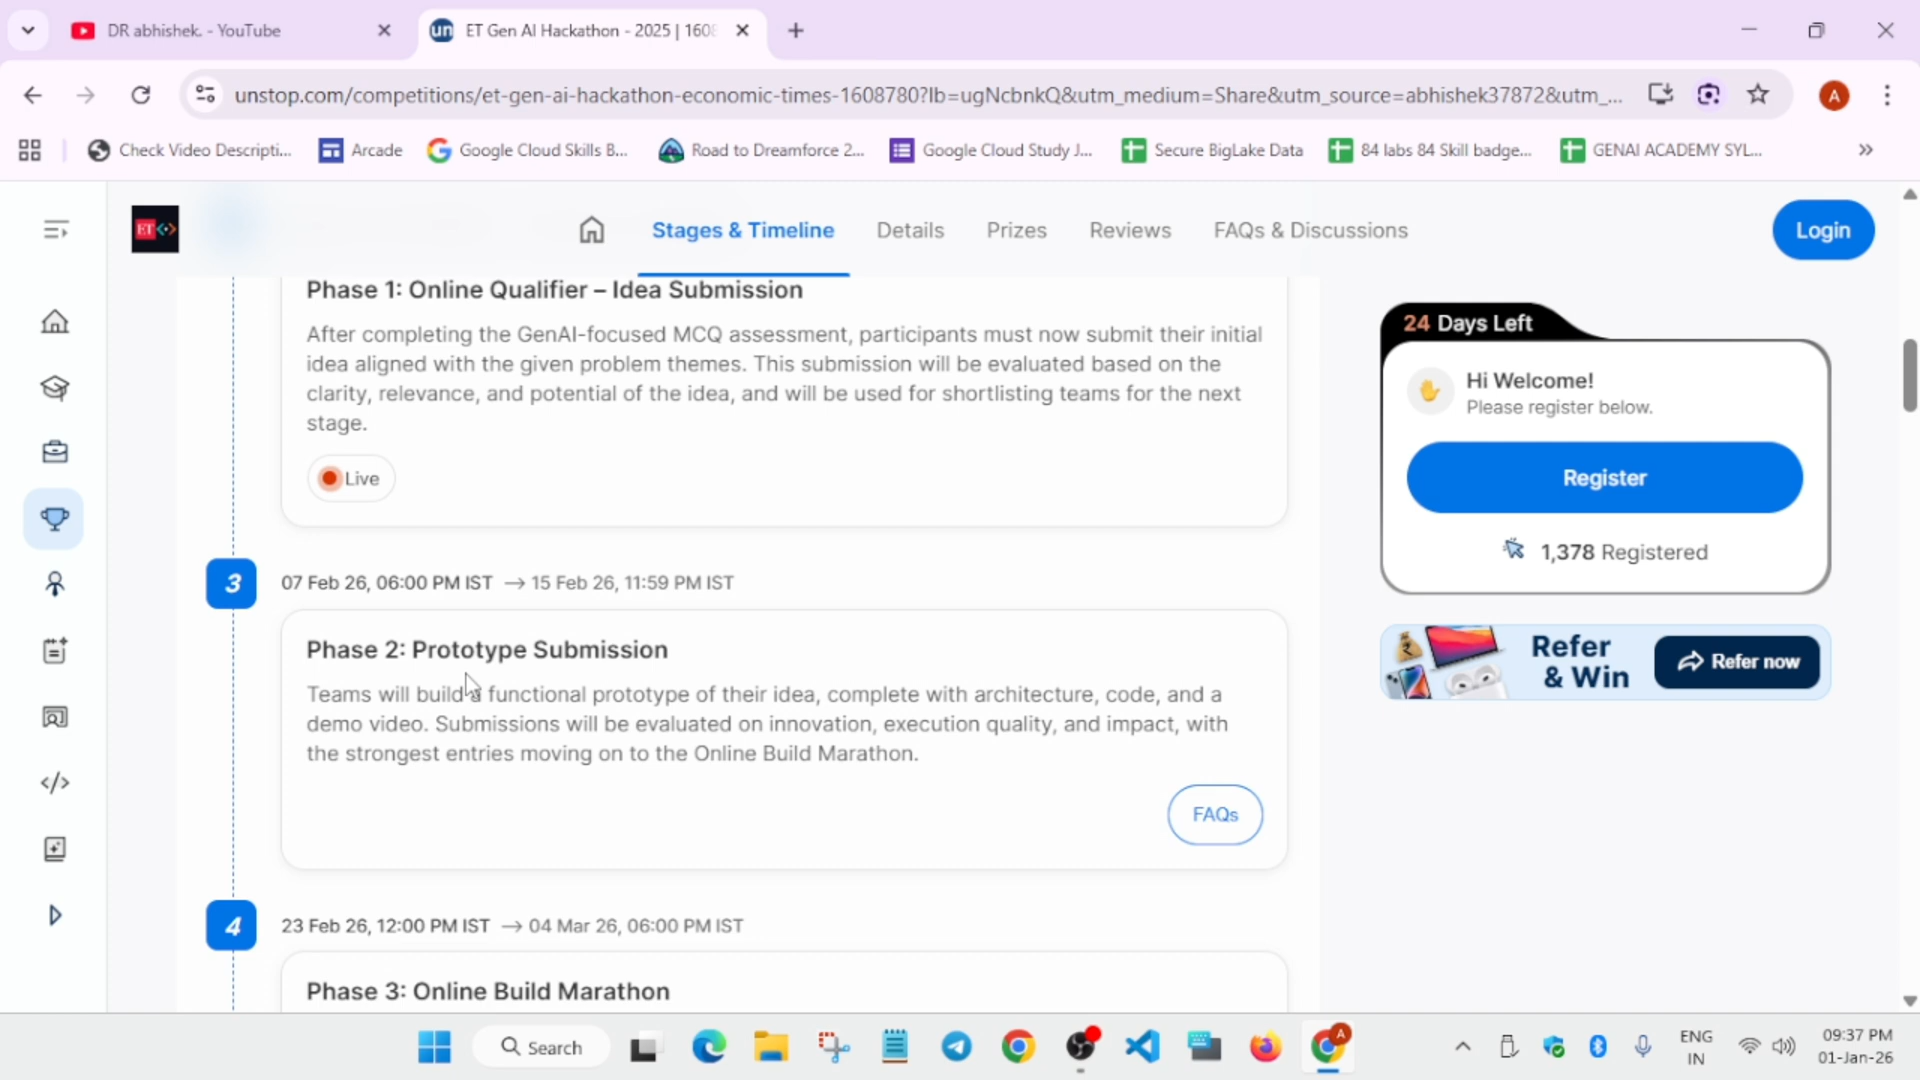 DR abhishek. - YouTube
un
ET Gen AI Hackathon - 2025 | 1608
unstop.com/competitions/et-gen-ai-hackathon-economic-times-1608780?lb=ugNcbnkQ&utm_medium=Share&utm_source=abhishek37872&utm_...
A
Check Video Descripti...
Arcade
Google Cloud Skills B...
Road to Dreamforce 2...
Google Cloud Study J...
Secure BigLake Data
84 labs 84 Skill badge...
GENAI ACADEMY SYL...
ET
Stages & Timeline
Details
Prizes
Reviews
FAQs & Discussions
Login
Phase 1: Online Qualifier – Idea Submission
After completing the GenAI-focused MCQ assessment, participants must now submit their initial
idea aligned with the given problem themes. This submission will be evaluated based on the
clarity, relevance, and potential of the idea, and will be used for shortlisting teams for the next
stage.
Live
24 Days Left
Hi Welcome!
Please register below.
Register
1,378 Registered
Refer
& Win
Refer now
3
07 Feb 26, 06:00 PM IST → 15 Feb 26, 11:59 PM IST
Phase 2: Prototype Submission
Teams will build a functional prototype of their idea, complete with architecture, code, and a
demo video. Submissions will be evaluated on innovation, execution quality, and impact, with
the strongest entries moving on to the Online Build Marathon.
FAQs
4
23 Feb 26, 12:00 PM IST → 04 Mar 26, 06:00 PM IST
Phase 3: Online Build Marathon
Search
A
ENG
IN
09:37 PM
01-Jan-26